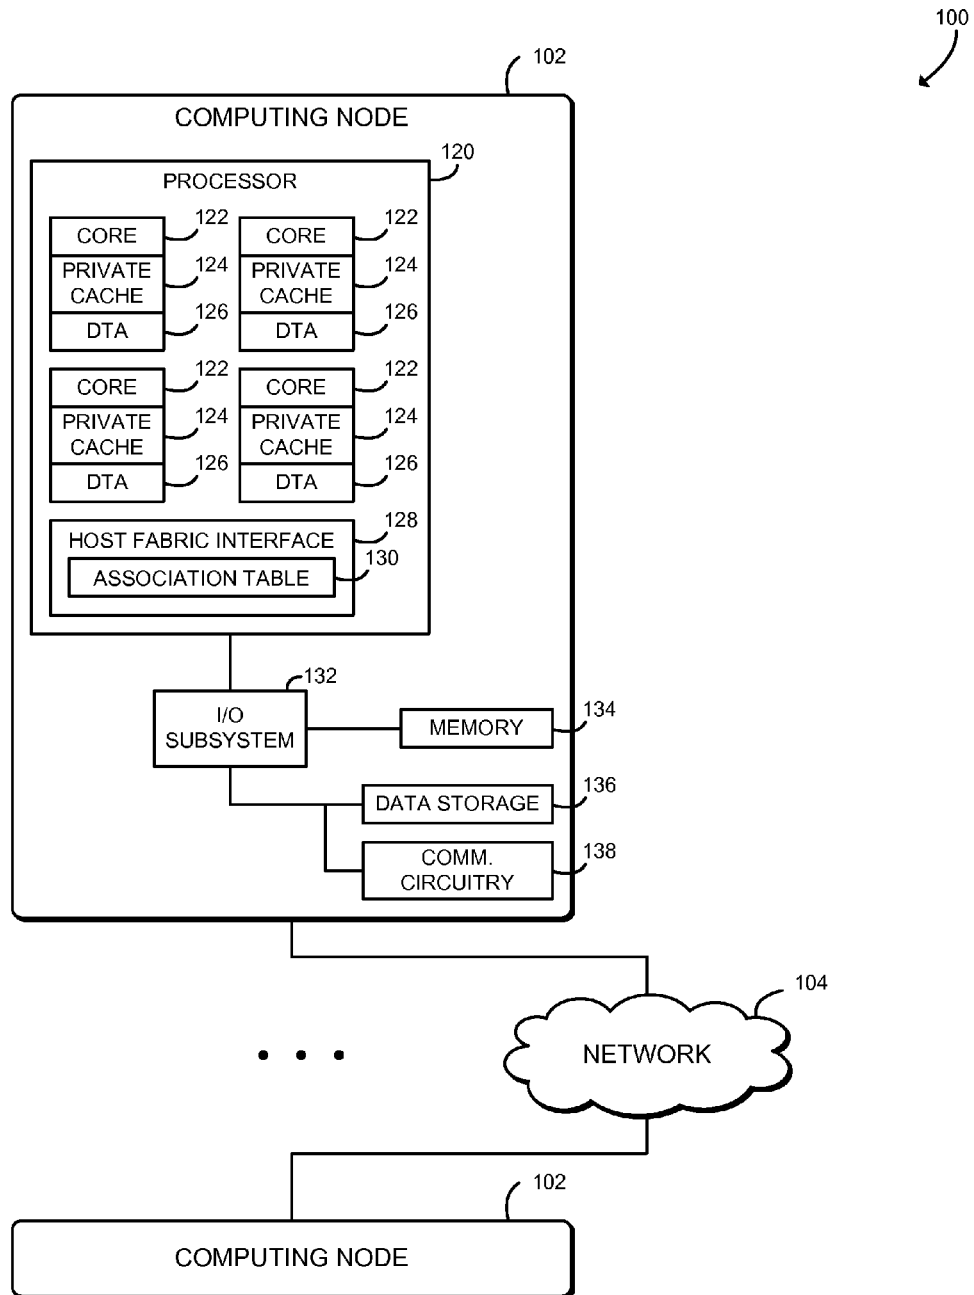 100
102
COMPUTING NODE
120
PROCESSOR
122
CORE
124
PRIVATE
CACHE
126
DTA
122
CORE
124
PRIVATE
CACHE
126
DTA
122
CORE
124
PRIVATE
CACHE
126
DTA
122
CORE
124
PRIVATE
CACHE
126
DTA
128
HOST FABRIC INTERFACE
130
ASSOCIATION TABLE
132
I/O
SUBSYSTEM
134
MEMORY
136
DATA STORAGE
138
COMM.
CIRCUITRY
104
NETWORK
• • •
102
COMPUTING NODE